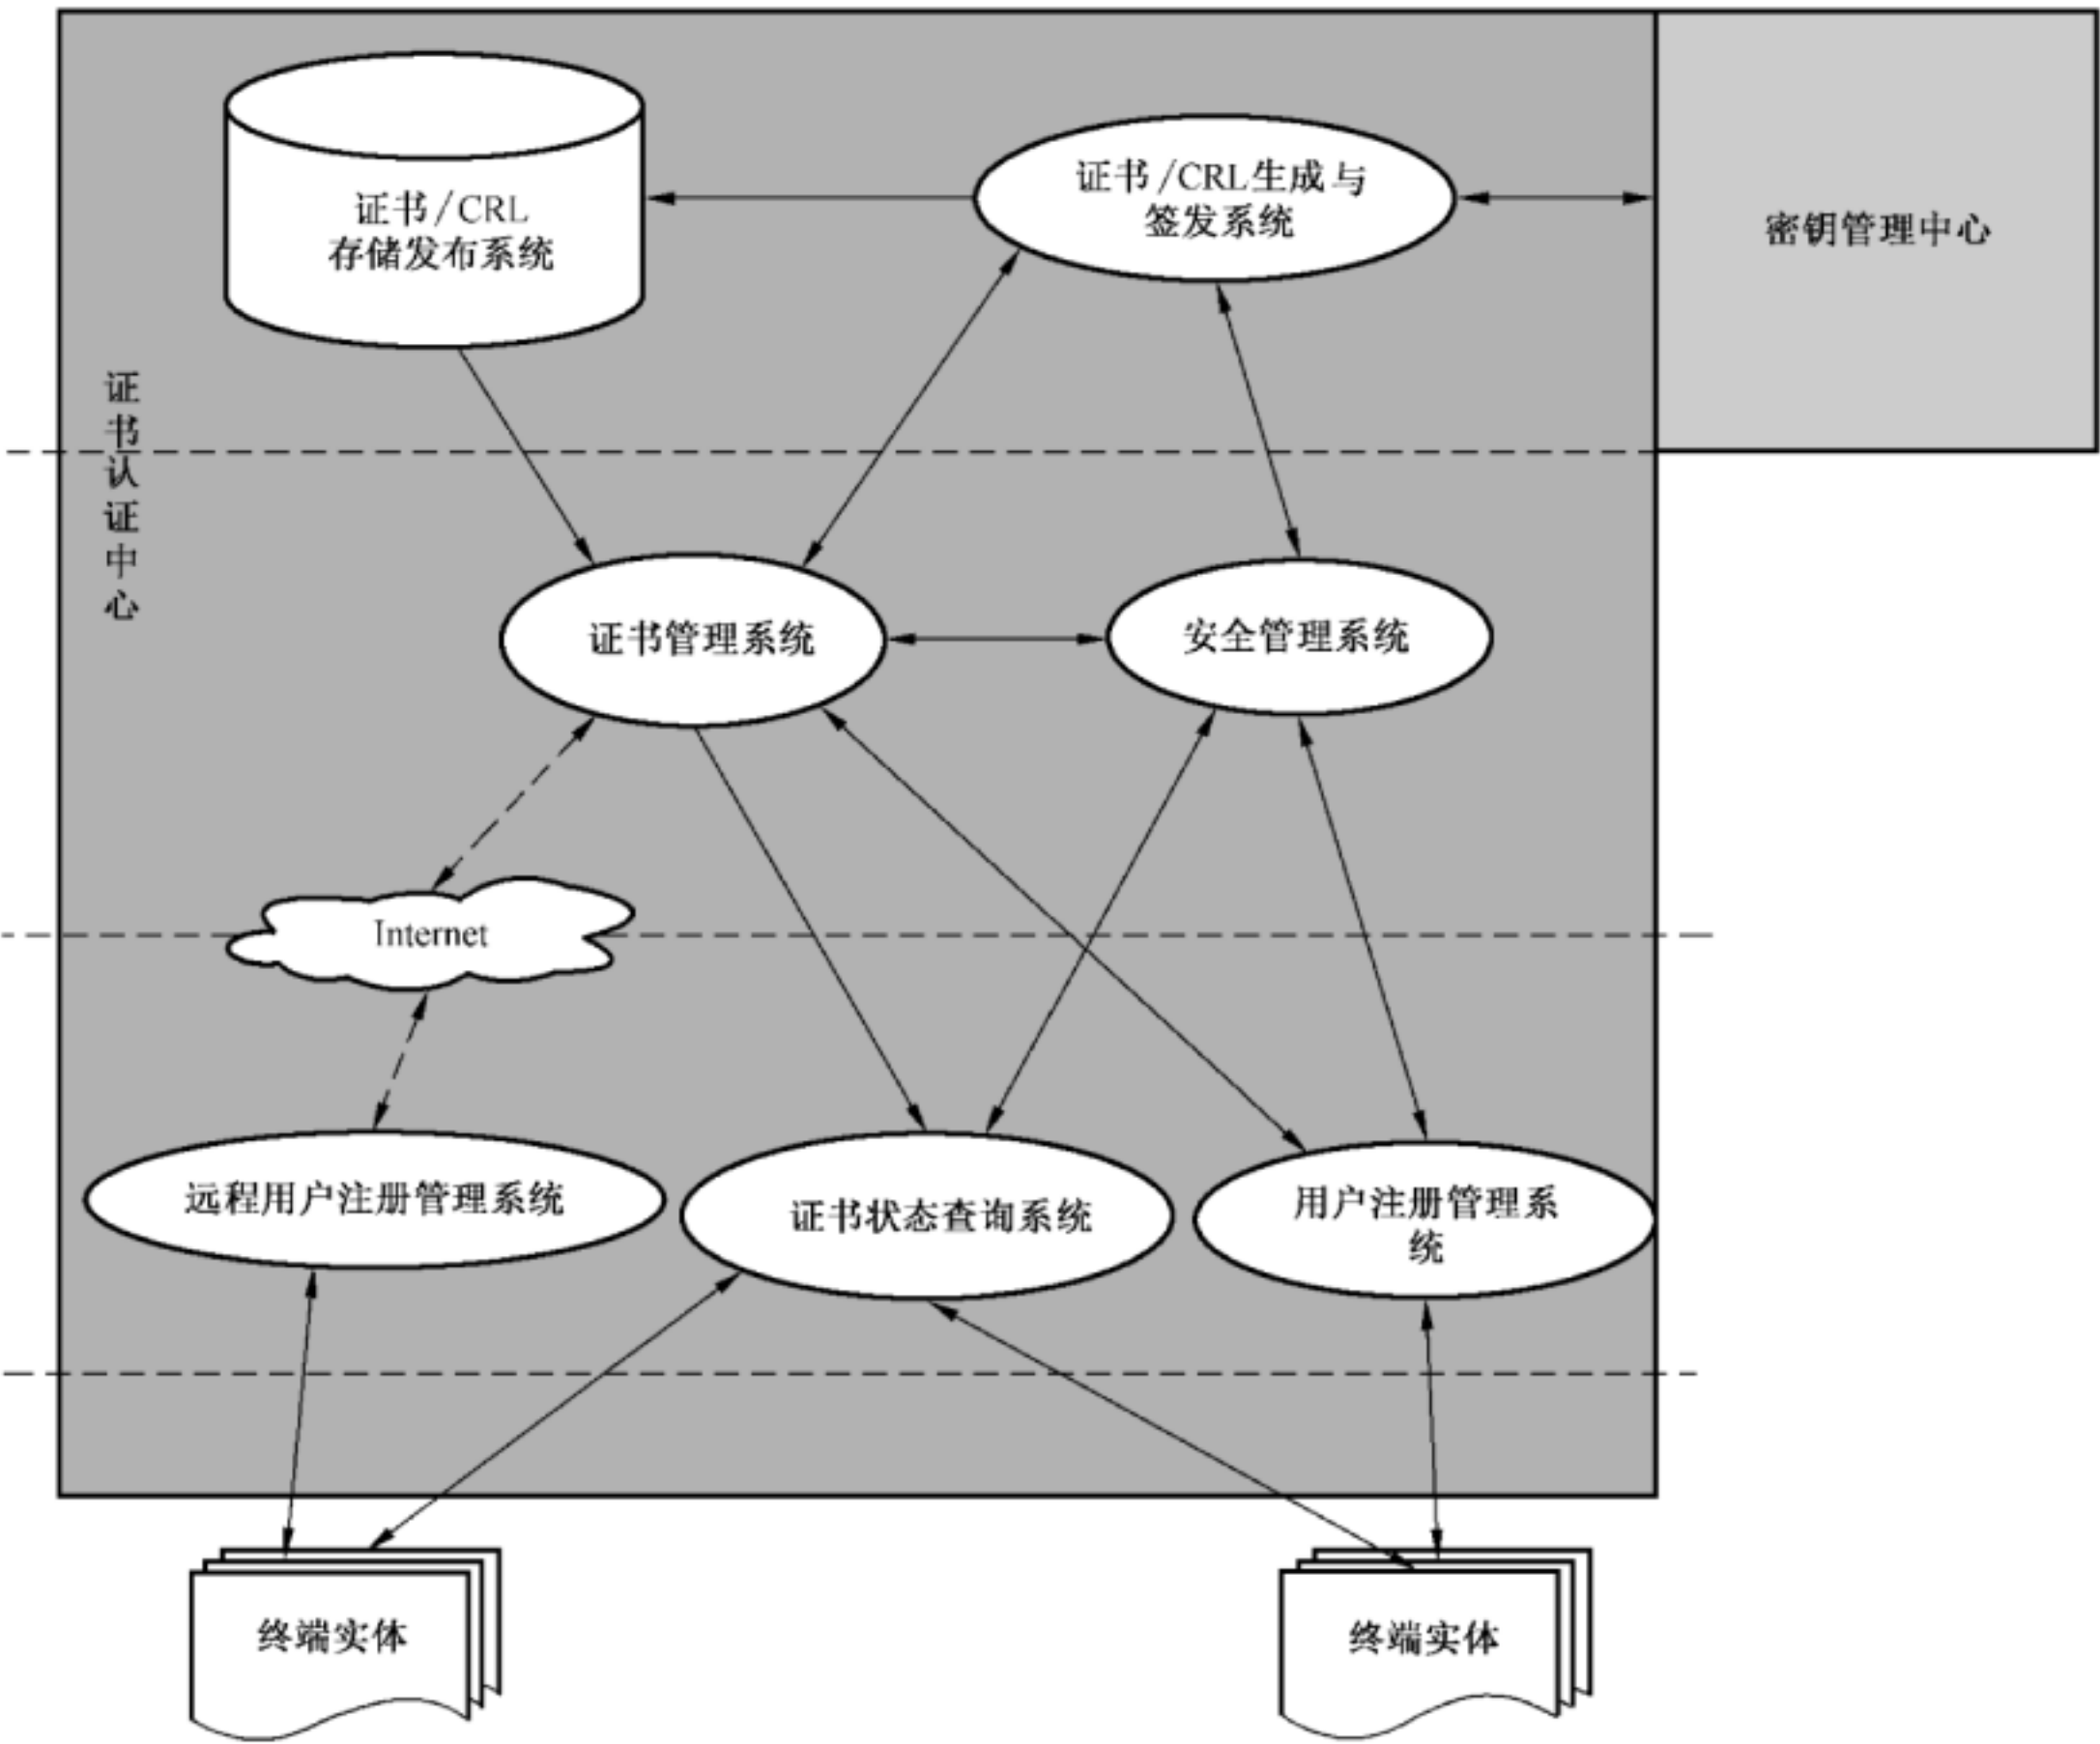 证书/CRL
存储发布系统
证书/CRL生成与
签发系统
密钥管理中心
证书认证中心
证书管理系统
安全管理系统
Internet
远程用户注册管理系统
证书状态查询系统
用户注册管理系
统
终端实体
终端实体